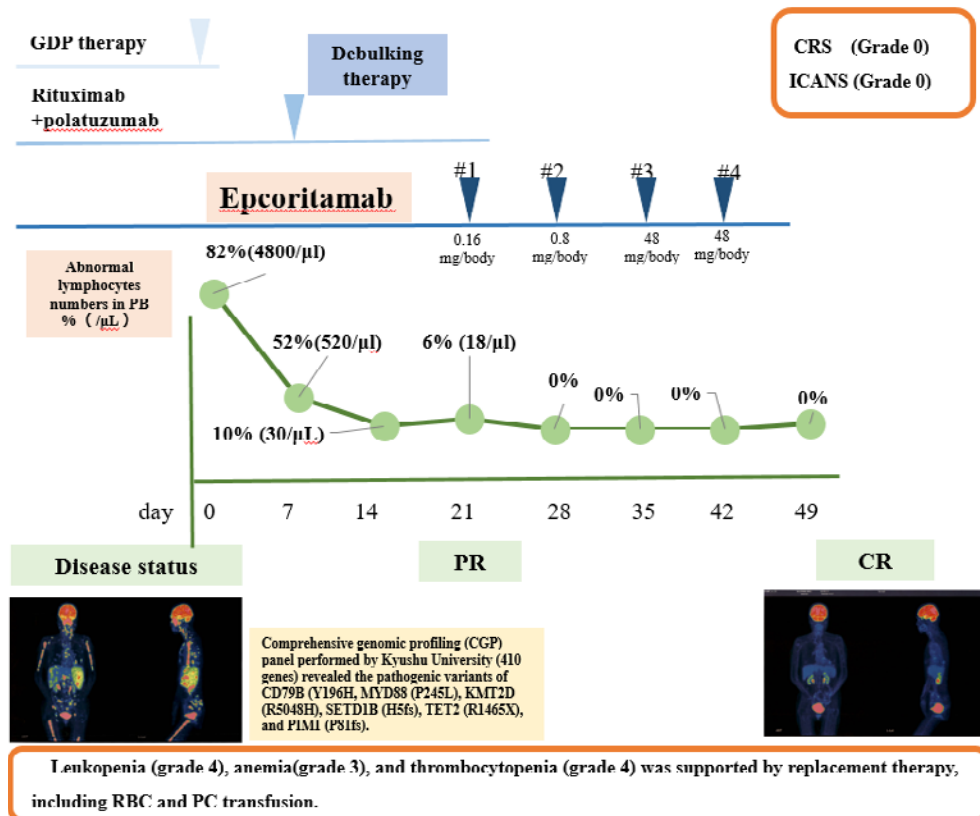 GDP therapy
Debulking
therapy
CRS (Grade 0)
ICANS (Grade 0)
Rituximab
+polatuzumab
Epcoritamab
#1
#2
#3
#4
0.16
mg/body
0.8
mg/body
48
mg/body
48
mg/body
82%(4800/μl)
Abnormal
lymphocytes
numbers in PB
% ( /μL )
52%(520/μl)
6% (18/μl)
0%
0%
0%
0%
10% (30/μL)
day 0 7 14 21 28 35 42 49
Disease status
PR
CR
Comprehensive genomic profiling (CGP)
panel performed by Kyushu University (410
genes) revealed the pathogenic variants of
CD79B (Y196H, MYD88 (P245L), KMT2D
(R5048H), SETD1B (H5fs), TET2 (R1465X),
and PIM1 (P81fs).
Leukopenia (grade 4), anemia(grade 3), and thrombocytopenia (grade 4) was supported by replacement therapy,
including RBC and PC transfusion.